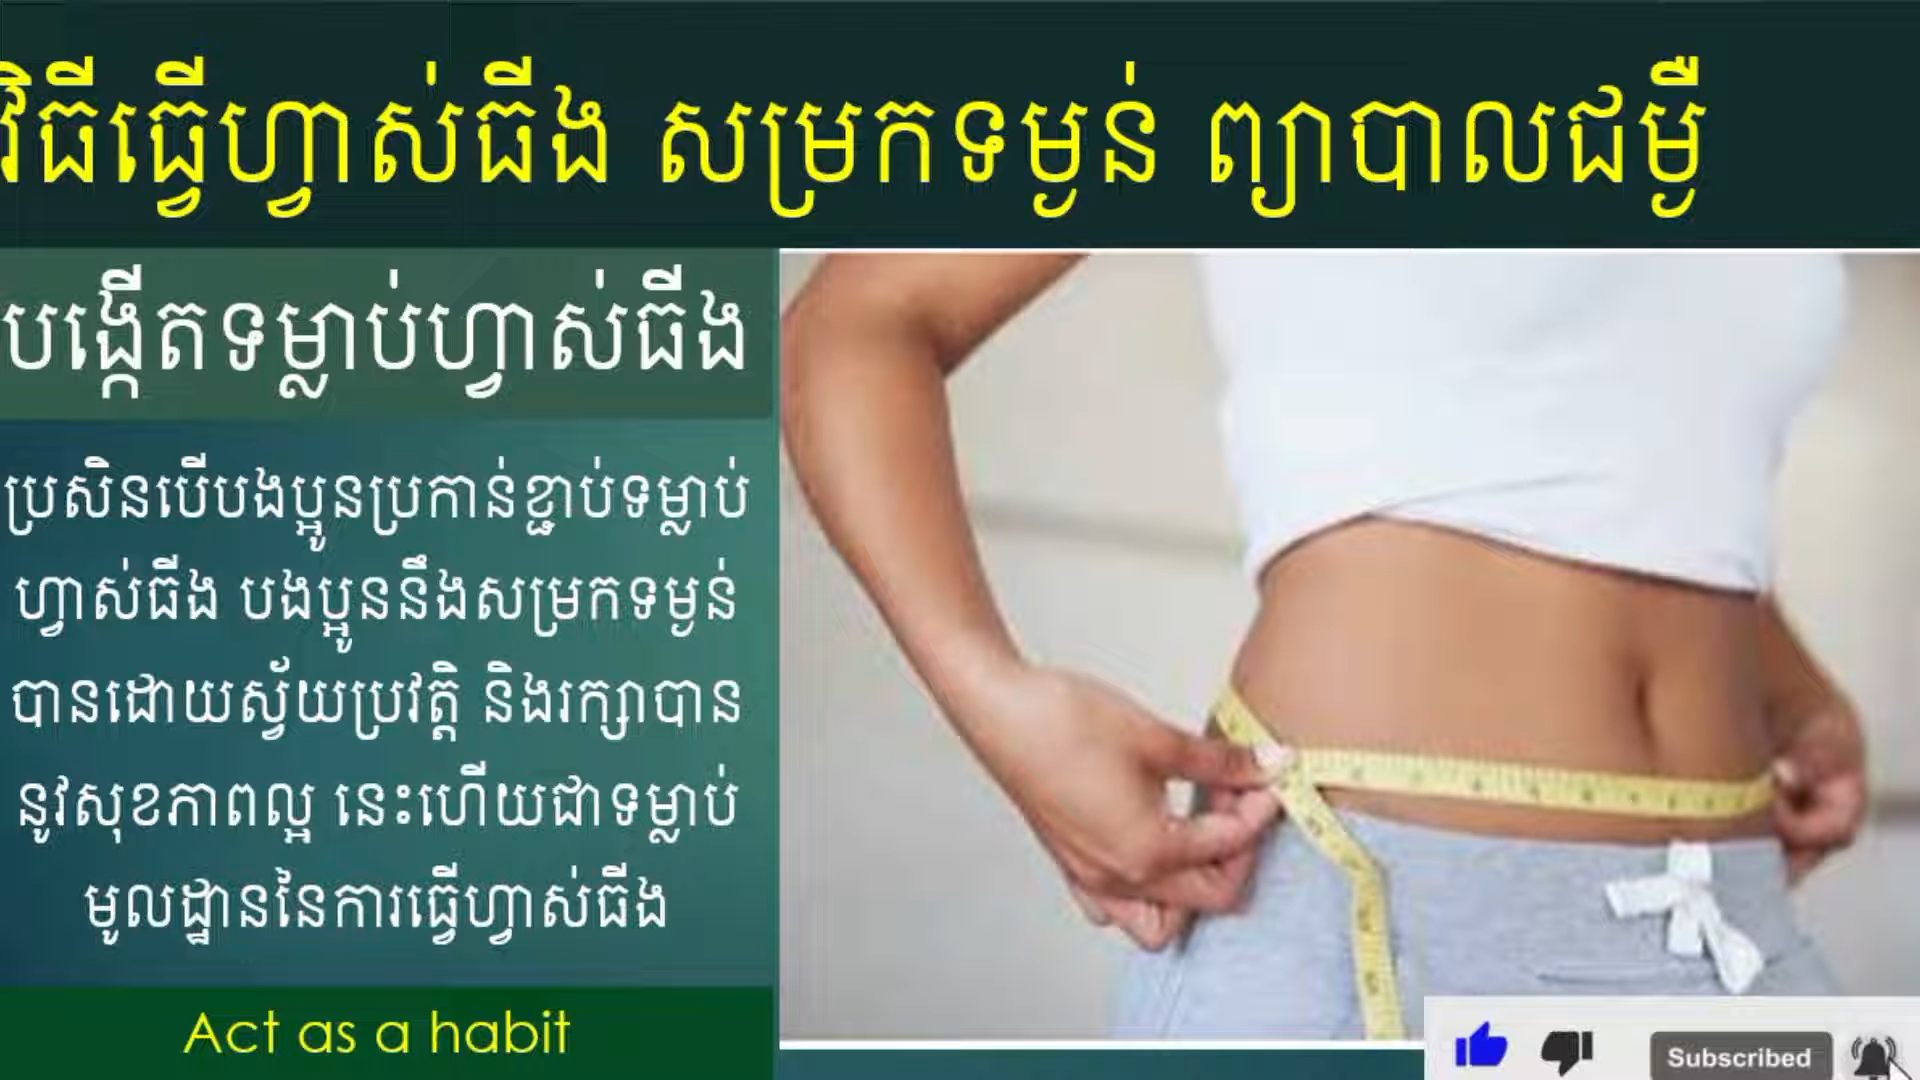 វិធីធ្វើហ្វាស់ធីង សម្រកទម្ងន់ ព្យាបាលជម្ងឺ
បង្កើតទម្លាប់ហ្វាស់ធីង
ប្រសិនបើបងប្អូនប្រកាន់ខ្ជាប់ទម្លាប់
ហ្វាស់ធីង បងប្អូននឹងសម្រកទម្ងន់
បានដោយស្វ័យប្រវត្តិ និងរក្សាបាន
នូវសុខភាពល្អ នេះហើយជាទម្លាប់
មូលដ្ឋាននៃការធ្វើហ្វាស់ធីង
Act as a habit
Subscribed